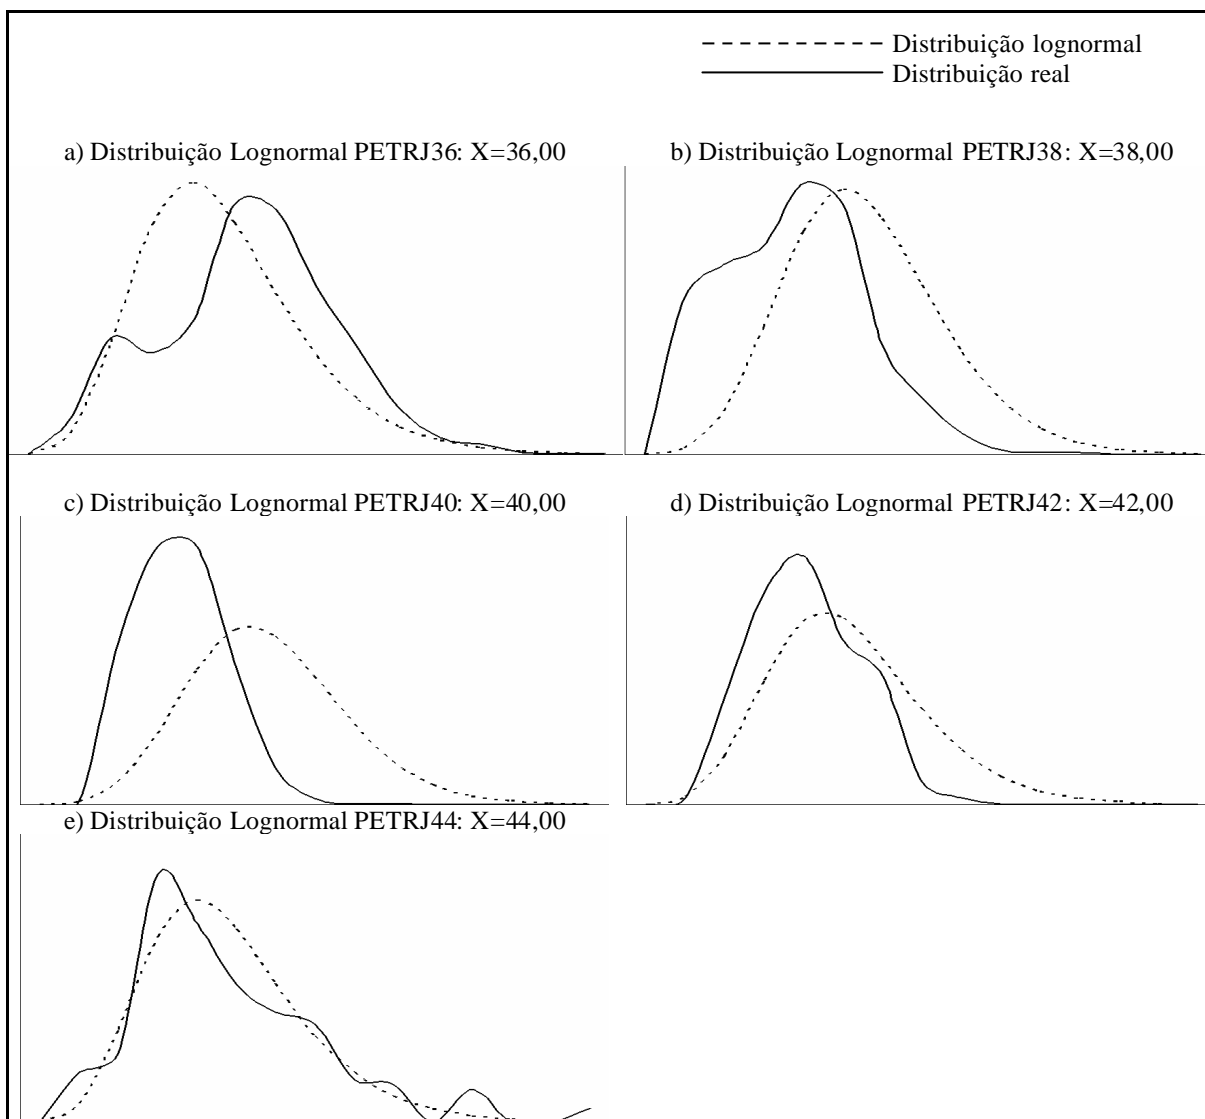 Distribuição lognormal
Distribuição real
a) Distribuição Lognormal PETRJ36: X=36,00
b) Distribuição Lognormal PETRJ38: X=38,00
c) Distribuição Lognormal PETRJ40: X=40,00
d) Distribuição Lognormal PETRJ42: X=42,00
e) Distribuição Lognormal PETRJ44: X=44,00